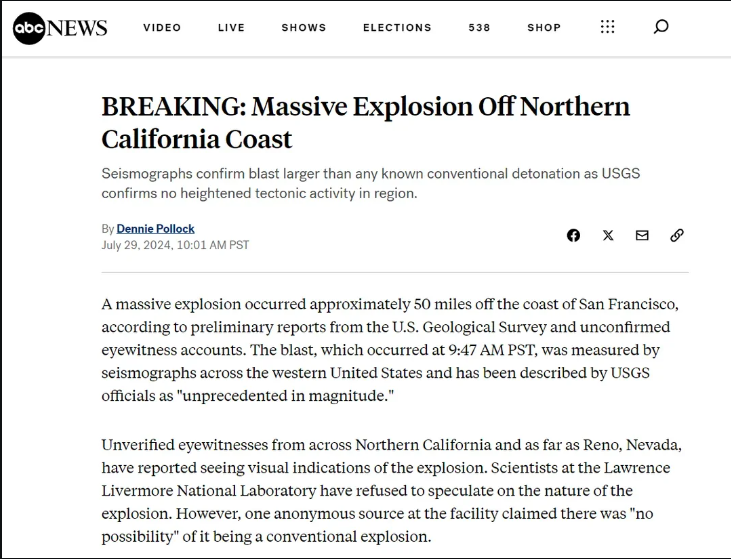 abc NEWS VIDEO LIVE SHOWS ELECTIONS 538 SHOP
BREAKING: Massive Explosion Off Northern
California Coast
Seismographs confirm blast larger than any known conventional detonation as USGS
confirms no heightened tectonic activity in region.
By Dennie Pollock
July 29, 2024, 10:01 AM PST
A massive explosion occurred approximately 50 miles off the coast of San Francisco,
according to preliminary reports from the U.S. Geological Survey and unconfirmed
eyewitness accounts. The blast, which occurred at 9:47 AM PST, was measured by
seismographs across the western United States and has been described by USGS
officials as "unprecedented in magnitude."
Unverified eyewitnesses from across Northern California and as far as Reno, Nevada,
have reported seeing visual indications of the explosion. Scientists at the Lawrence
Livermore National Laboratory have refused to speculate on the nature of the
explosion. However, one anonymous source at the facility claimed there was "no
possibility" of it being a conventional explosion.